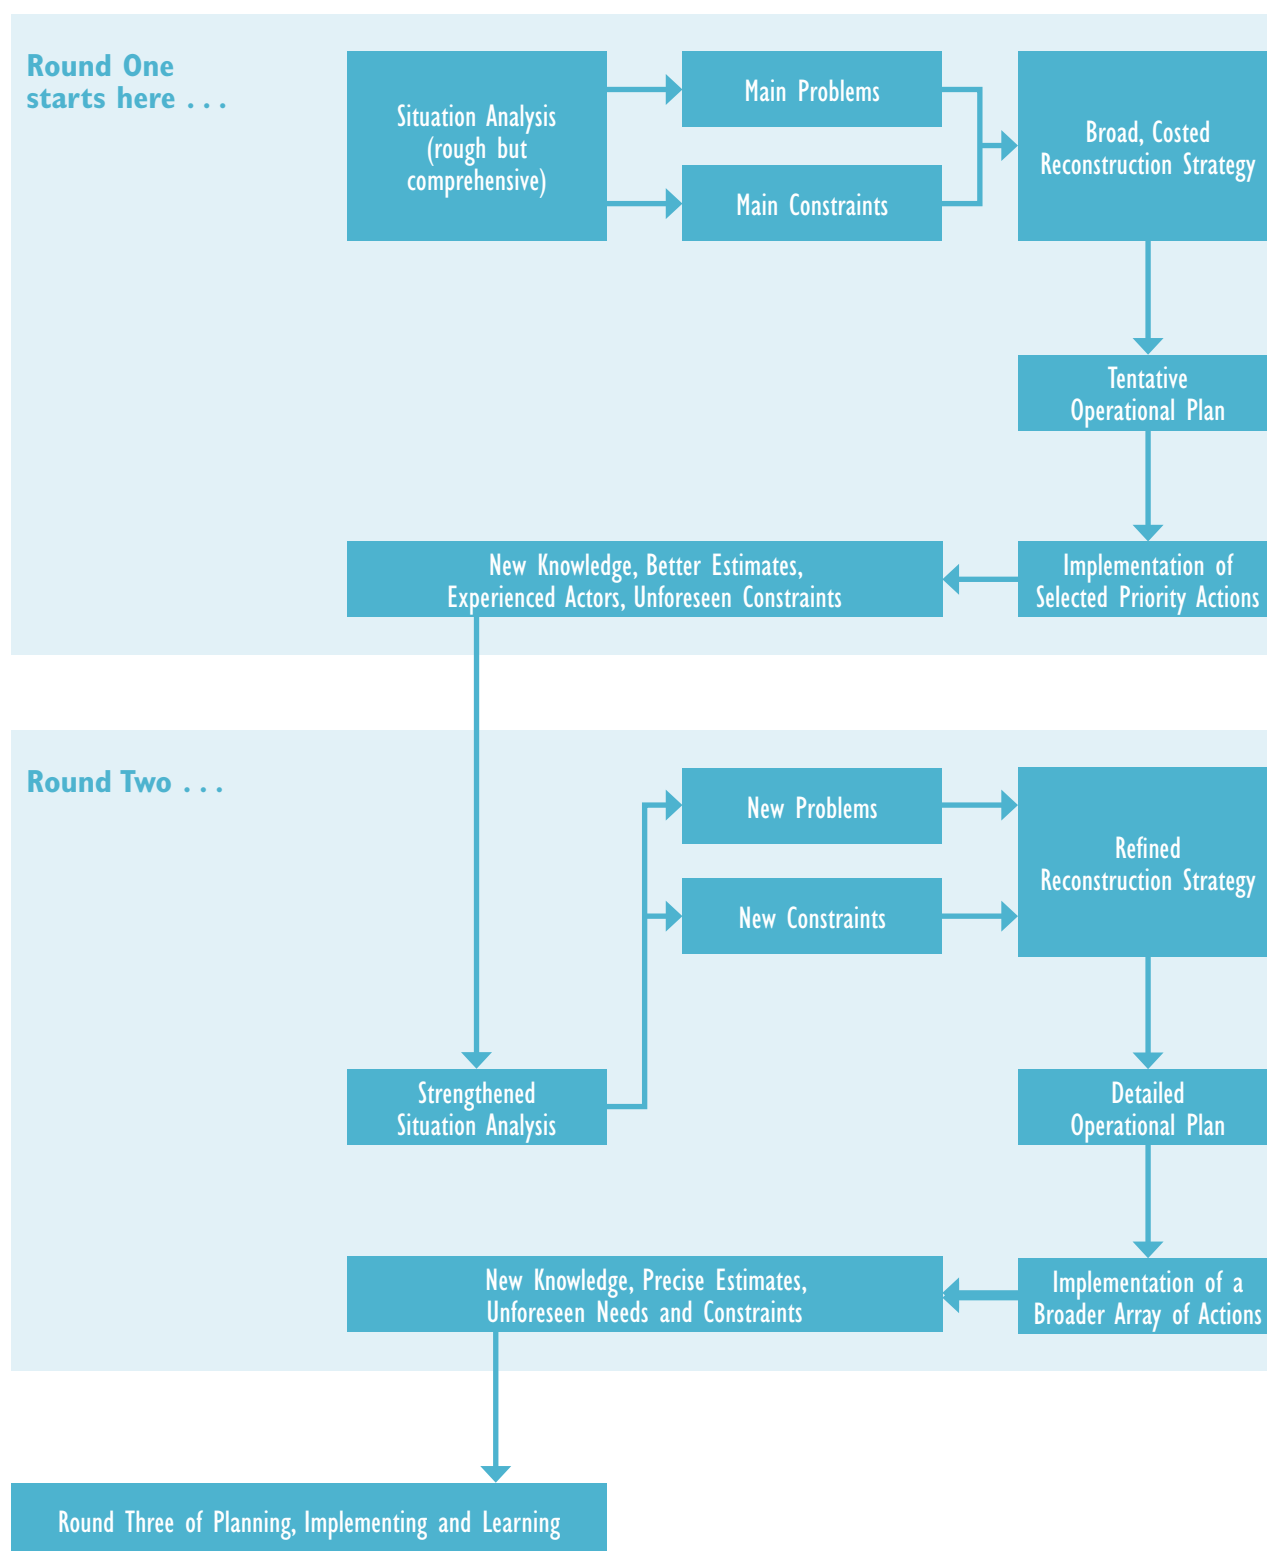 Round One
starts here . . .
Situation Analysis
(rough but
comprehensive)
Main Problems
Main Constraints
Broad, Costed
Reconstruction Strategy
Tentative
Operational Plan
Implementation of
Selected Priority Actions
New Knowledge, Better Estimates,
Experienced Actors, Unforeseen Constraints
Round Two . . .
New Problems
New Constraints
Refined
Reconstruction Strategy
Strengthened
Situation Analysis
Detailed
Operational Plan
Implementation of a
Broader Array of Actions
New Knowledge, Precise Estimates,
Unforeseen Needs and Constraints
Round Three of Planning, Implementing and Learning